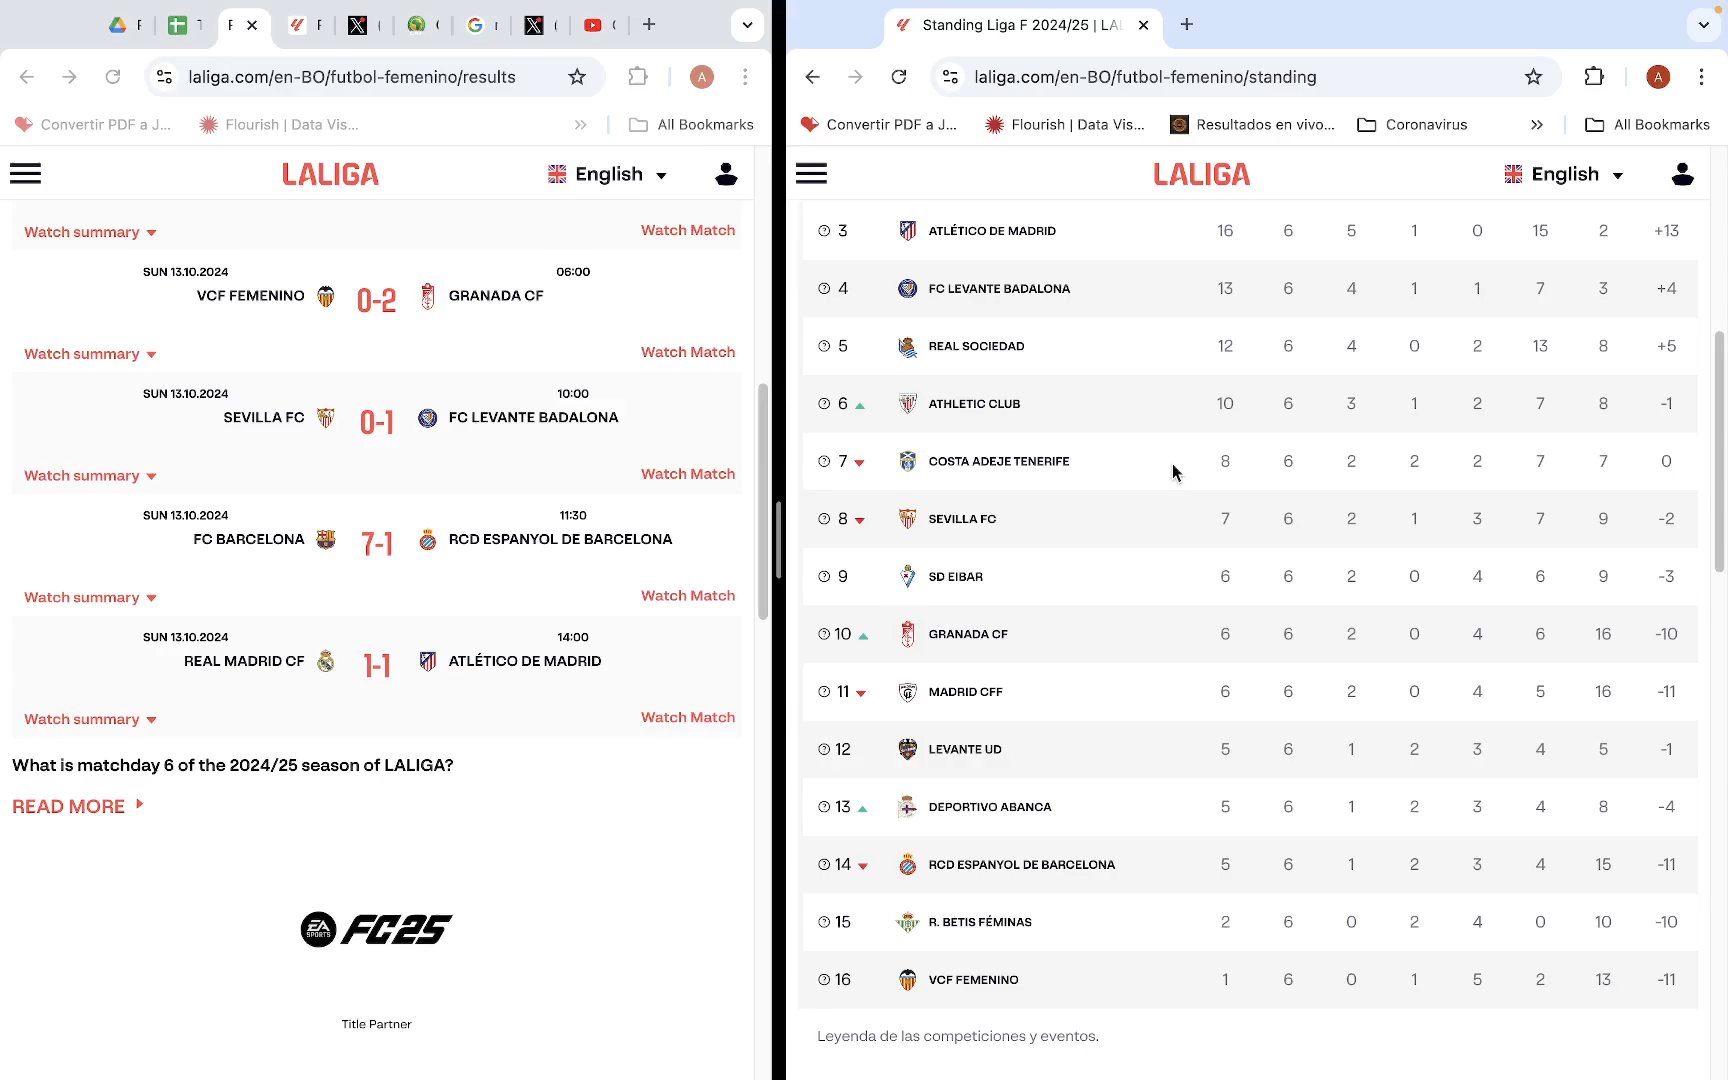 F
T
F
F
(
(
r
(
(
laliga.com/en-BO/futbol-femenino/results
A
Convertir PDF a J...
Flourish | Data Vis...
All Bookmarks
LALIGA
English
Watch summary
Watch Match
SUN 13.10.2024
06:00
VCF FEMENINO
0-2
GRANADA CF
Watch summary
Watch Match
SUN 13.10.2024
10:00
SEVILLA FC
0-1
FC LEVANTE BADALONA
Watch summary
Watch Match
SUN 13.10.2024
11:30
FC BARCELONA
7-1
RCD ESPANYOL DE BARCELONA
Watch summary
Watch Match
SUN 13.10.2024
14:00
REAL MADRID CF
1-1
ATLÉTICO DE MADRID
Watch summary
Watch Match
What is matchday 6 of the 2024/25 season of LALIGA?
READ MORE
EA SPORTS FC25
Title Partner
Standing Liga F 2024/25 | LAL
laliga.com/en-BO/futbol-femenino/standing
A
Convertir PDF a J...
Flourish | Data Vis...
Resultados en vivo...
Coronavirus
All Bookmarks
LALIGA
English
3 ATLÉTICO DE MADRID 16 6 5 1 0 15 2 +13
4 FC LEVANTE BADALONA 13 6 4 1 1 7 3 +4
5 REAL SOCIEDAD 12 6 4 0 2 13 8 +5
6 ATHLETIC CLUB 10 6 3 1 2 7 8 -1
7 COSTA ADEJE TENERIFE 8 6 2 2 2 7 7 0
8 SEVILLA FC 7 6 2 1 3 7 9 -2
9 SD EIBAR 6 6 2 0 4 6 9 -3
10 GRANADA CF 6 6 2 0 4 6 16 -10
11 MADRID CFF 6 6 2 0 4 5 16 -11
12 LEVANTE UD 5 6 1 2 3 4 5 -1
13 DEPORTIVO ABANCA 5 6 1 2 3 4 8 -4
14 RCD ESPANYOL DE BARCELONA 5 6 1 2 3 4 15 -11
15 R. BETIS FÉMINAS 2 6 0 2 4 0 10 -10
16 VCF FEMENINO 1 6 0 1 5 2 13 -11
Leyenda de las competiciones y eventos.